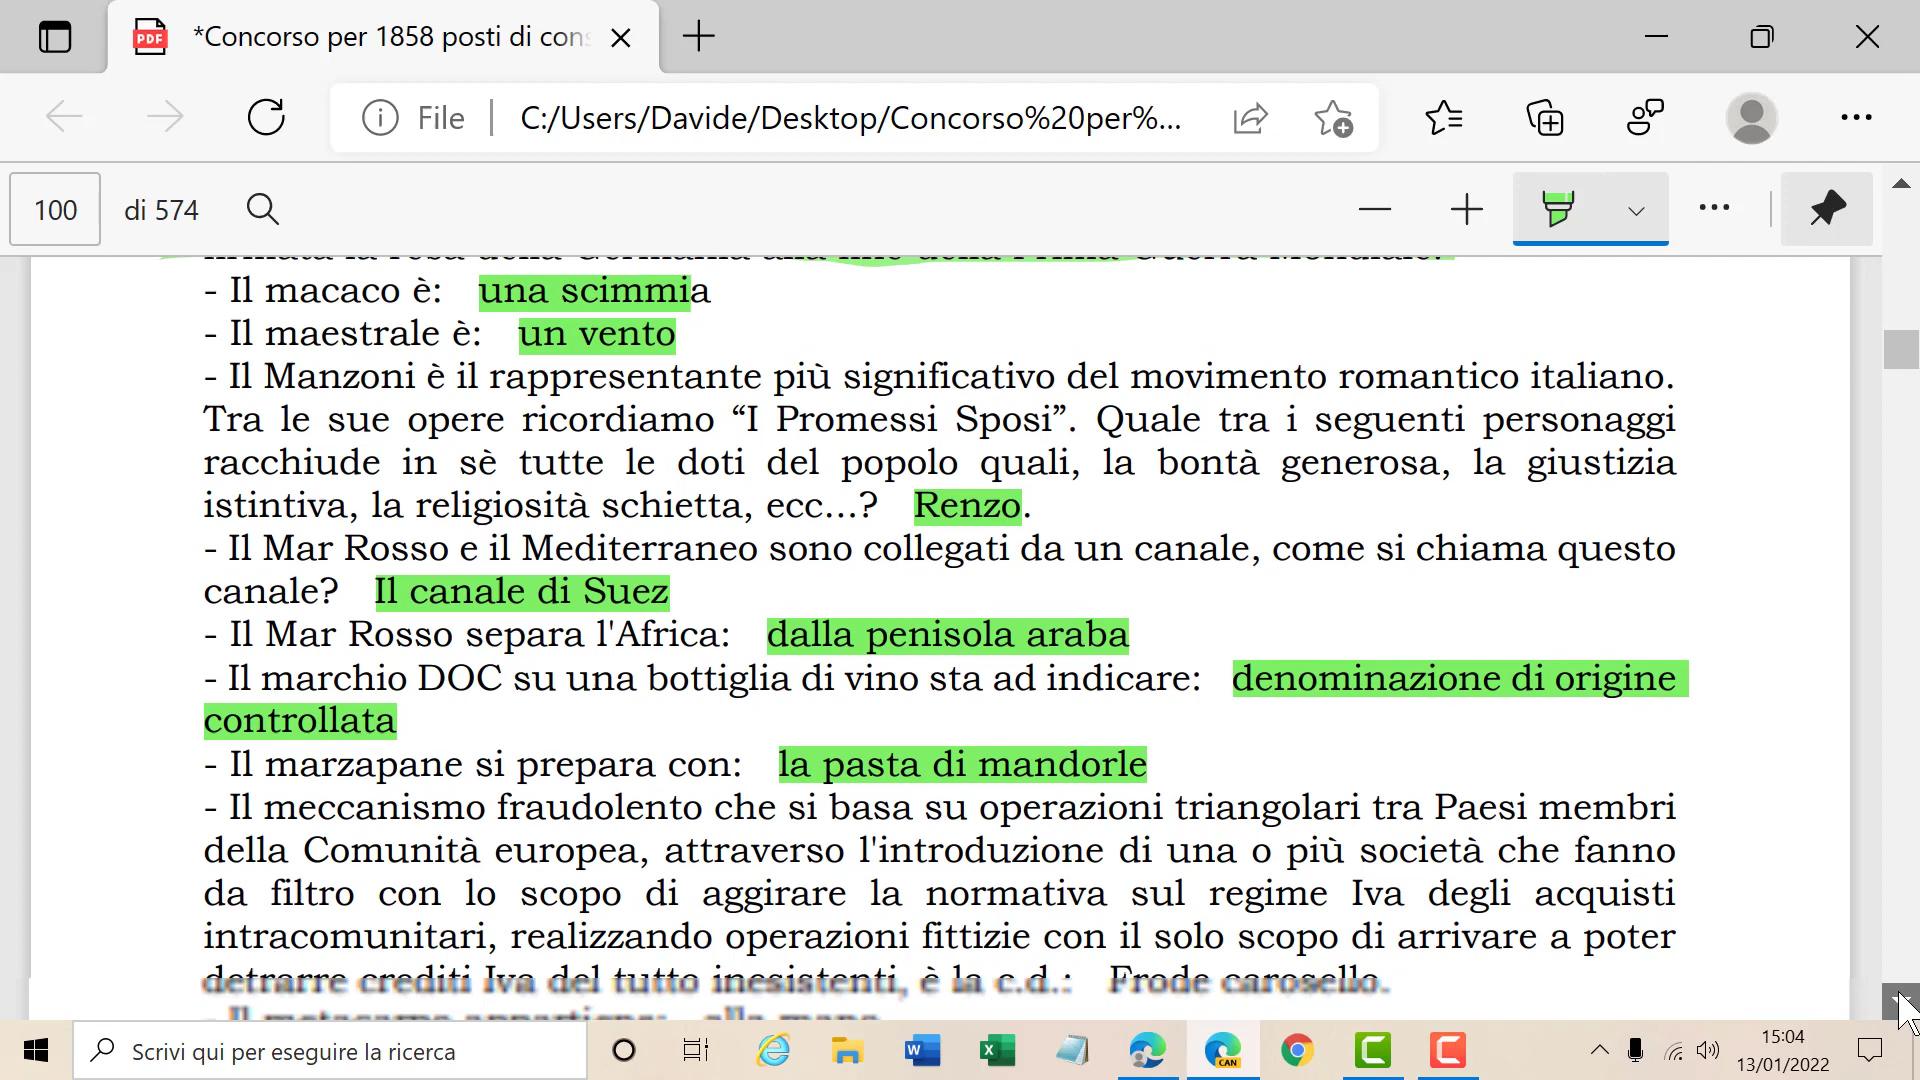 *Concorso per 1858 posti di con
File
C:/Users/Davide/Desktop/Concorso%20per%...
100 di 574
- Il macaco è: una scimmia
- Il maestrale è: un vento
- Il Manzoni è il rappresentante più significativo del movimento romantico italiano.
Tra le sue opere ricordiamo “I Promessi Sposi”. Quale tra i seguenti personaggi
racchiude in sè tutte le doti del popolo quali, la bontà generosa, la giustizia
istintiva, la religiosità schietta, ecc...? Renzo.
- Il Mar Rosso e il Mediterraneo sono collegati da un canale, come si chiama questo
canale? Il canale di Suez
- Il Mar Rosso separa l'Africa: dalla penisola araba
- Il marchio DOC su una bottiglia di vino sta ad indicare: denominazione di origine
controllata
- Il marzapane si prepara con: la pasta di mandorle
- Il meccanismo fraudolento che si basa su operazioni triangolari tra Paesi membri
della Comunità europea, attraverso l'introduzione di una o più società che fanno
da filtro con lo scopo di aggirare la normativa sul regime Iva degli acquisti
intracomunitari, realizzando operazioni fittizie con il solo scopo di arrivare a poter
detrarre crediti Iva del tutto inesistenti, è la c.d.: Frode carosello.
Scrivi qui per eseguire la ricerca
CAN
15:04
13/01/2022